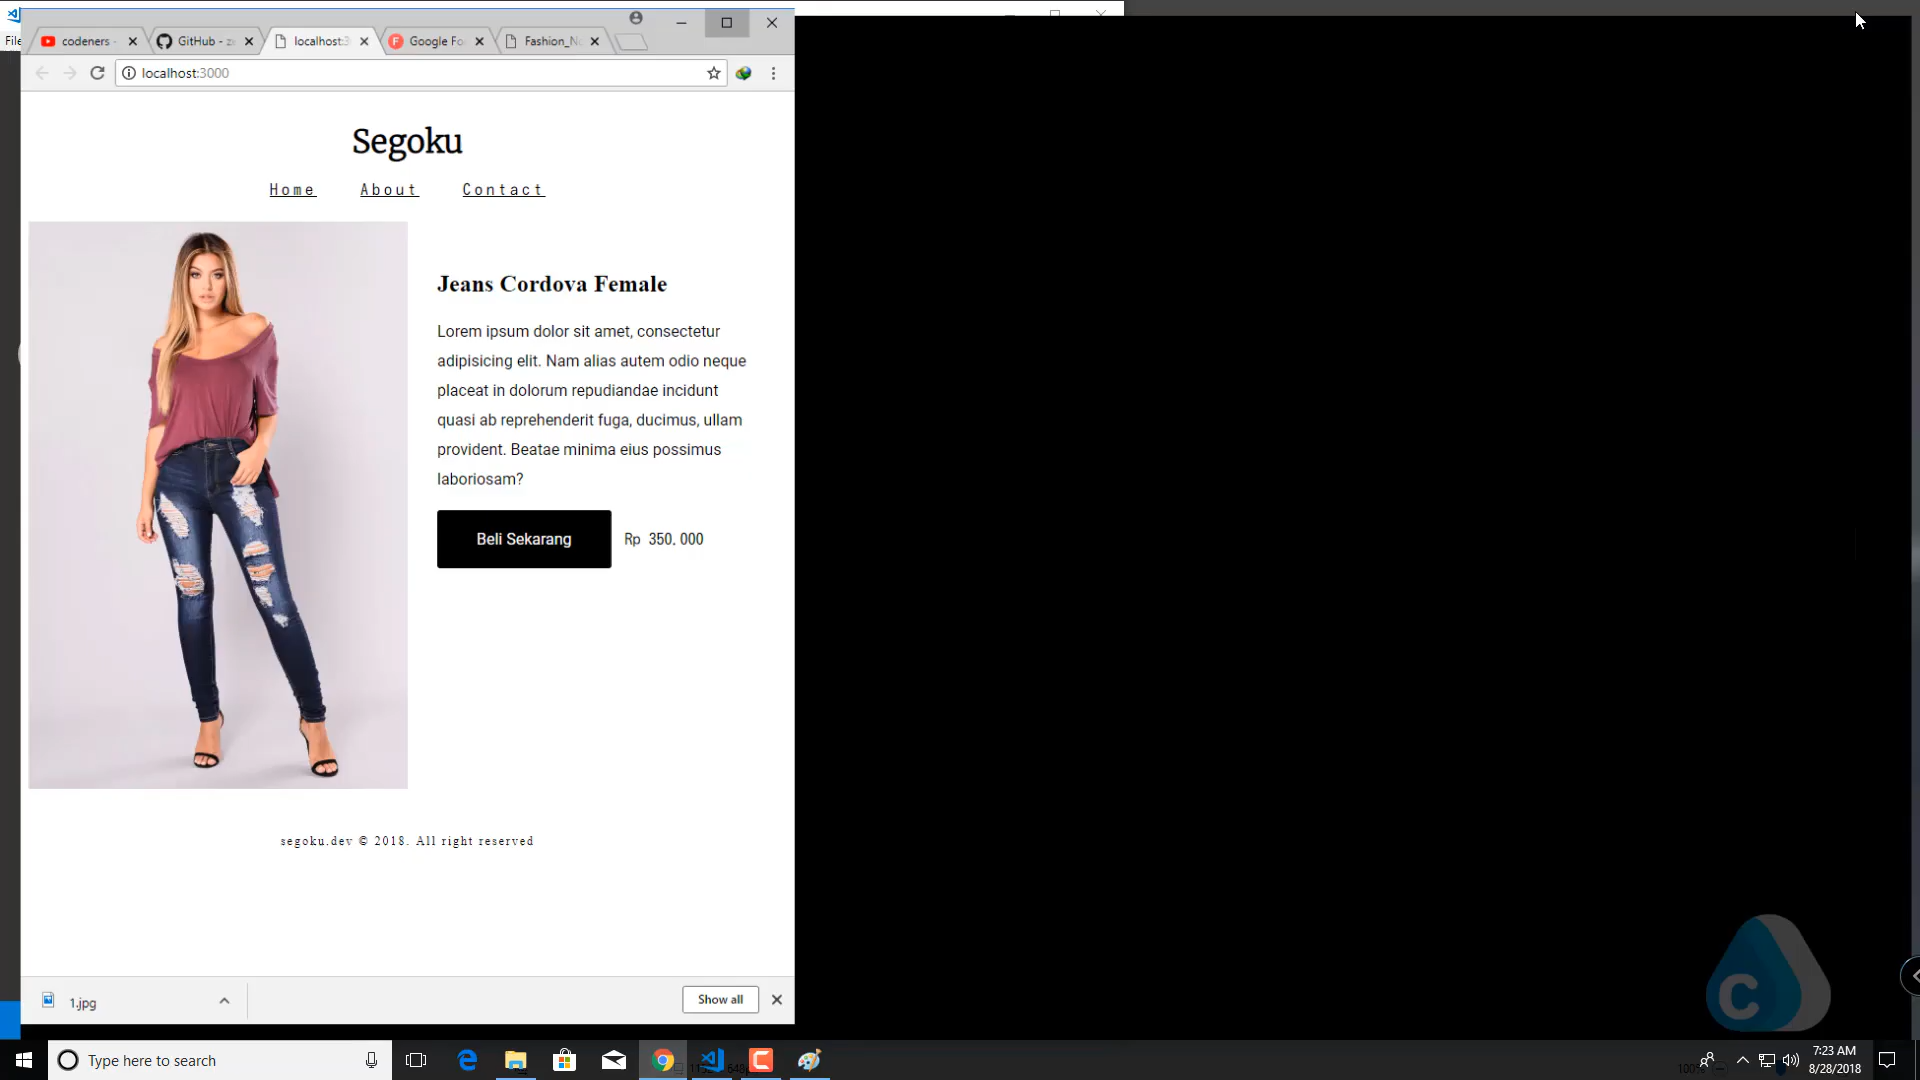 File
codeners -
GitHub - z
localhost:3
Google Fo
Fashion_No
localhost:3000
Segoku
Home About Contact
Jeans Cordova Female
Lorem ipsum dolor sit amet, consectetur
adipisicing elit. Nam alias autem odio neque
placeat in dolorum repudiandae incidunt
quasi ab reprehenderit fuga, ducimus, ullam
provident. Beatae minima eius possimus
laboriosam?
Beli Sekarang Rp 350.000
segoku.dev © 2018. All right reserved
1.jpg
Show all
Type here to search
100%
7:23 AM
8/28/2018